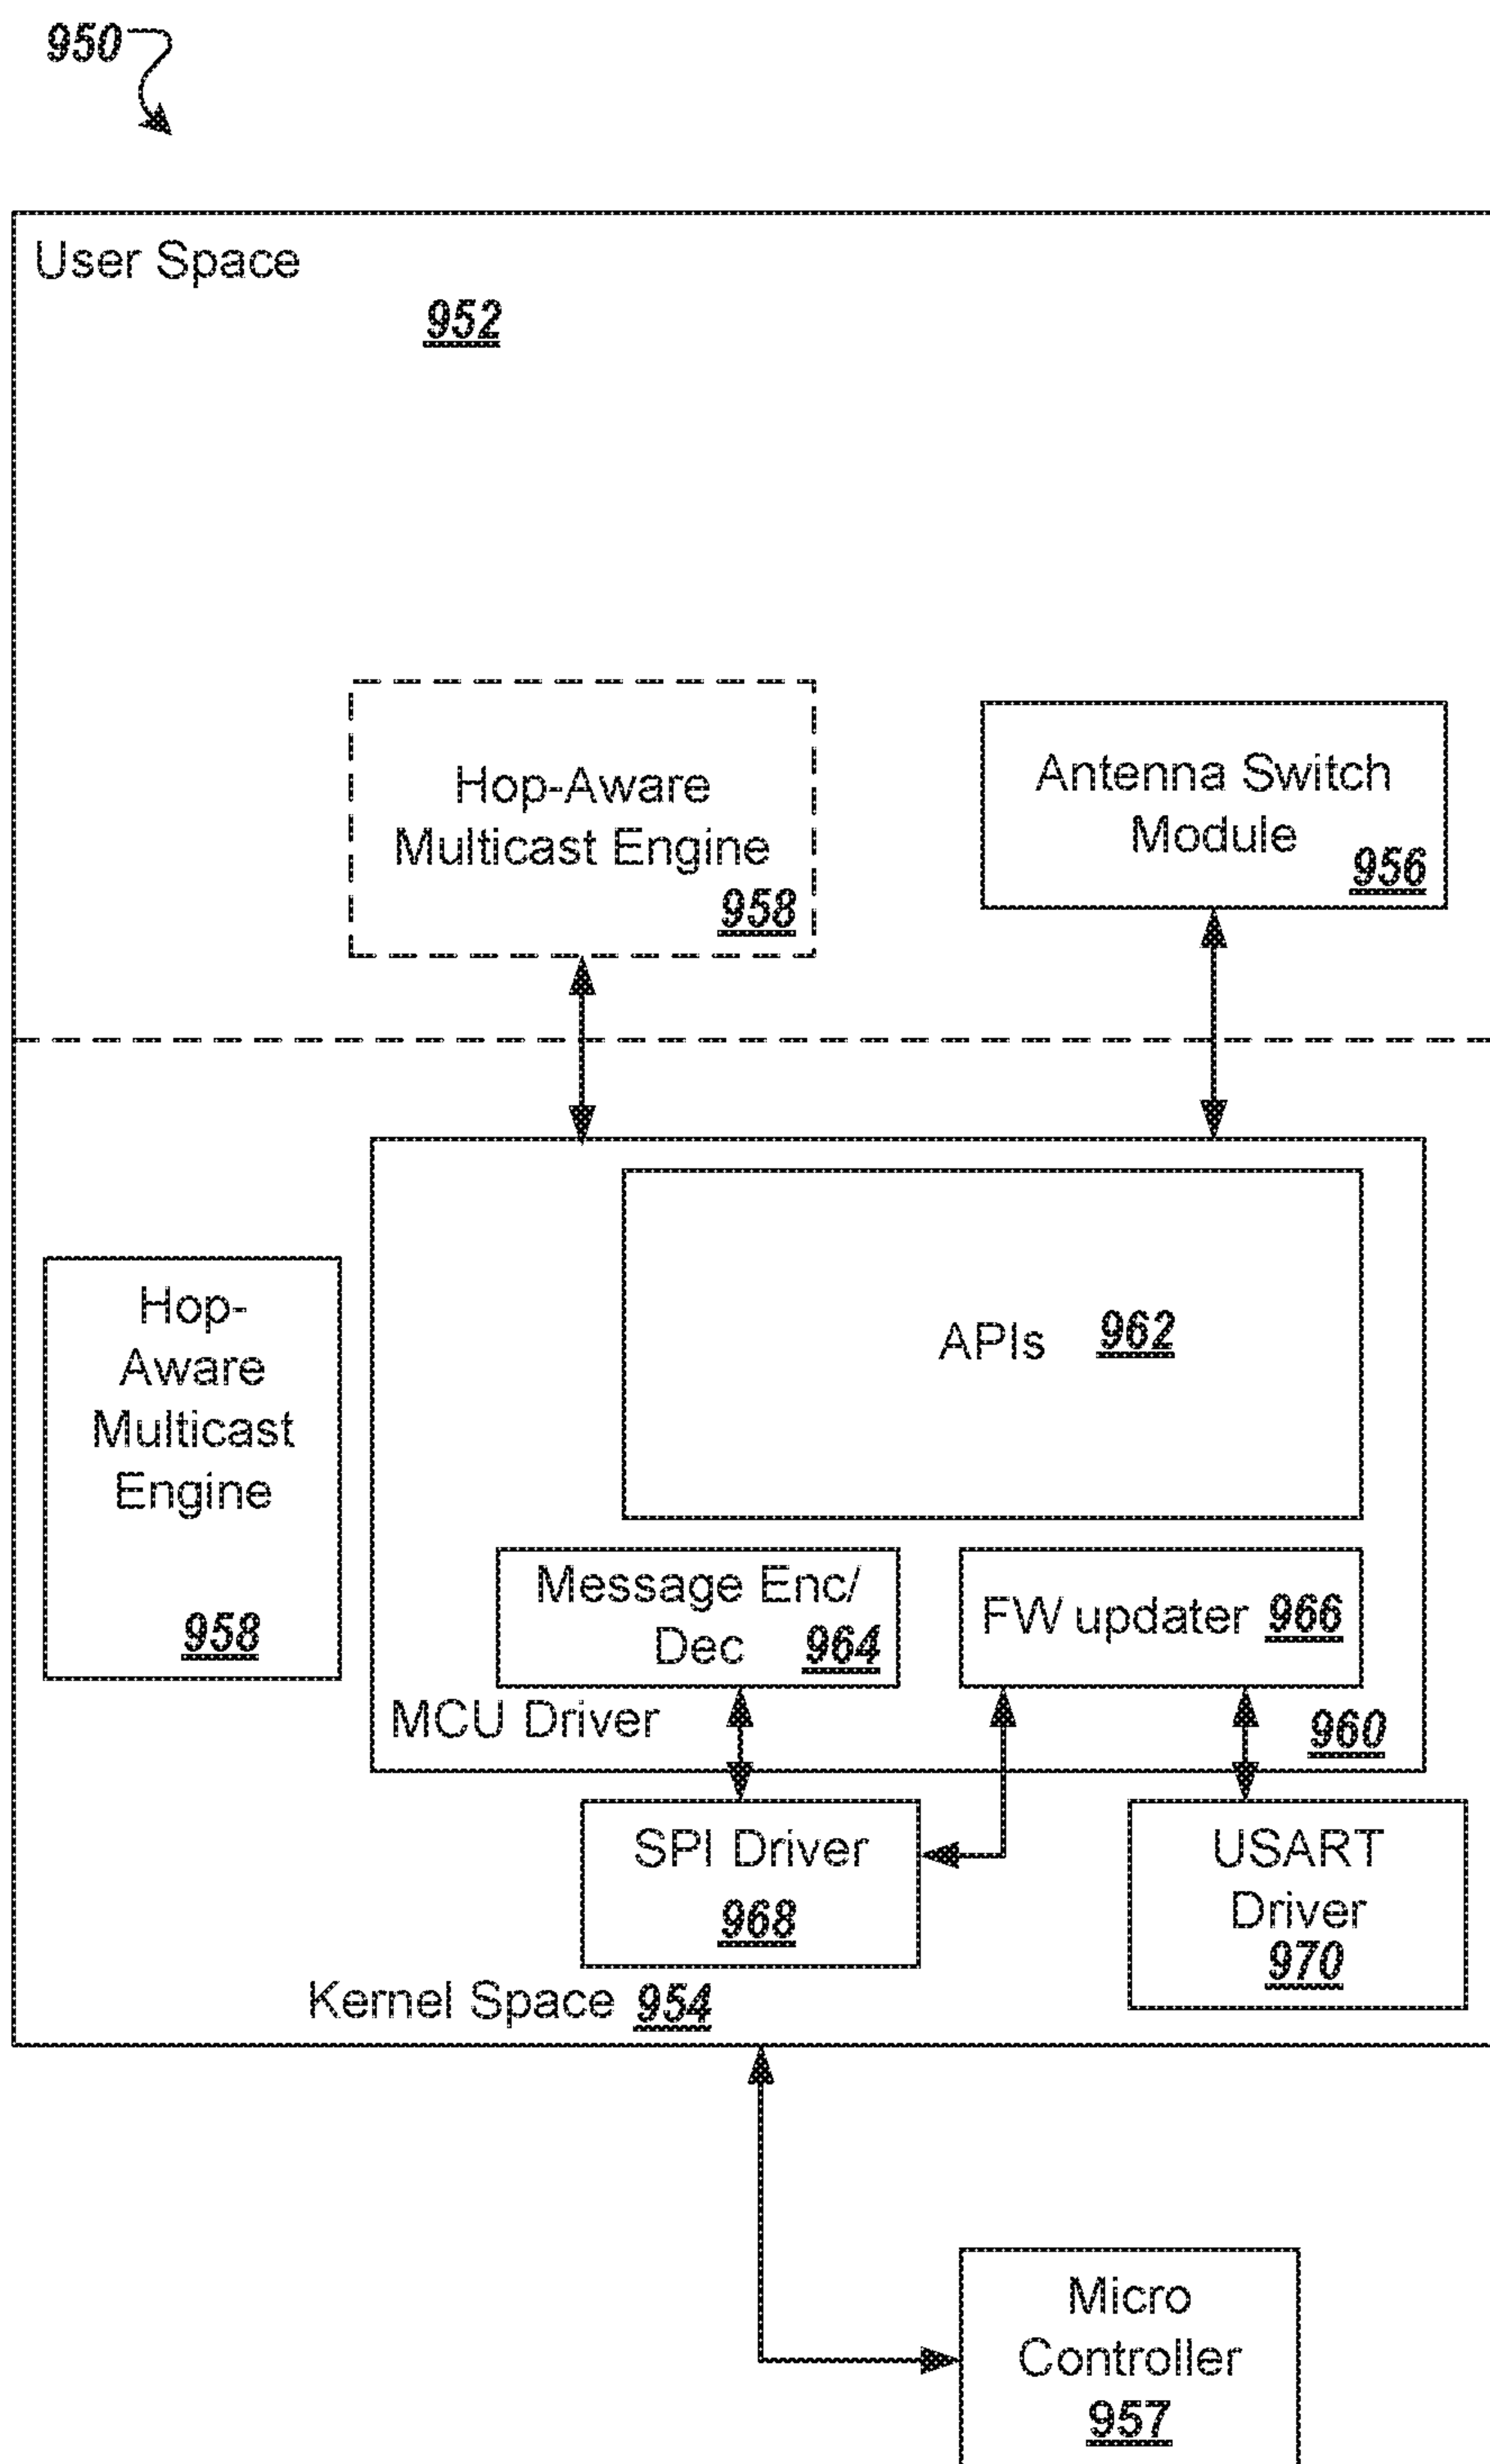 950
User Space
952
Hop-Aware
Multicast Engine
958
Antenna Switch
Module
956
APIs 962
Hop-
Aware
Multicast
Engine
958
Message Enc/
Dec 964
FW updater 966
MCU Driver
960
SPI Driver
968
USART
Driver
970
Kernel Space 954
Micro
Controller
957